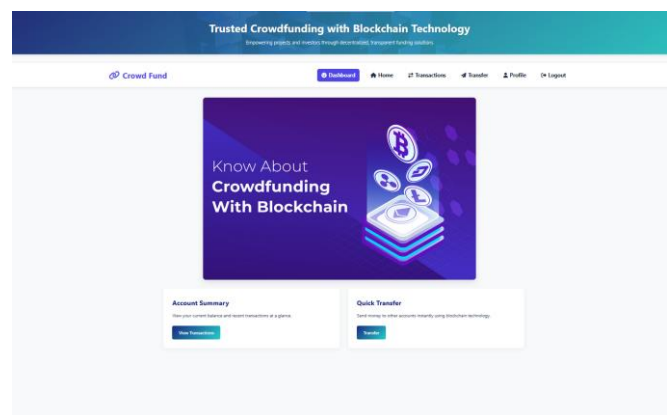 Trusted Crowdfunding with Blockchain Technology
Empowering projects and investors through decentralized, transparent funding solutions
Crowd Fund
Dashboard Home Transactions Transfer Profile Logout
Know About
Crowdfunding
With Blockchain
Account Summary
View your current balance and recent transactions at a glance.
View Transactions
Quick Transfer
Send money to other accounts instantly using blockchain technology.
Transfer